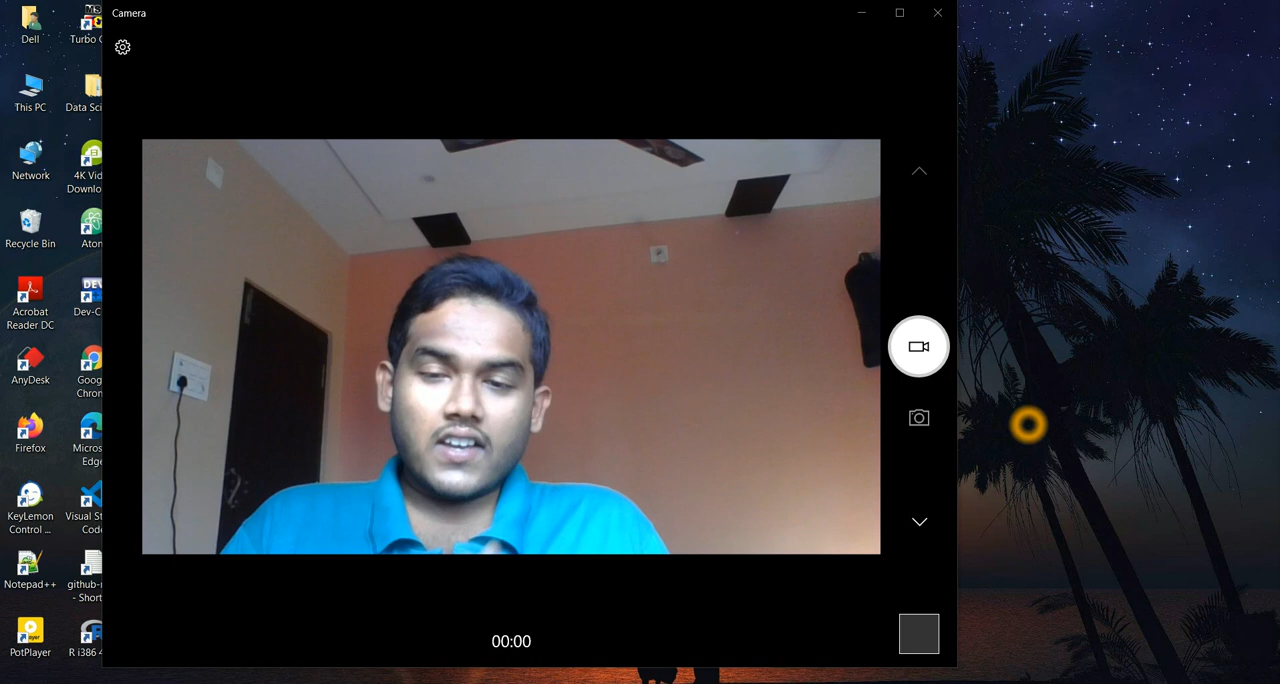 Camera
Dell
Turbo
This PC
Data Sci
Network
4K Vid
Downlo
Recycle Bin
Atom
DEV
Acrobat
Reader DC
Dev-C
AnyDesk
Goog
Chron
Firefox
Micros
Edge
KeyLemon
Control ...
Visual St
Code
Notepad++
github-r
- Short
PotPlayer
R i386 4
00:00